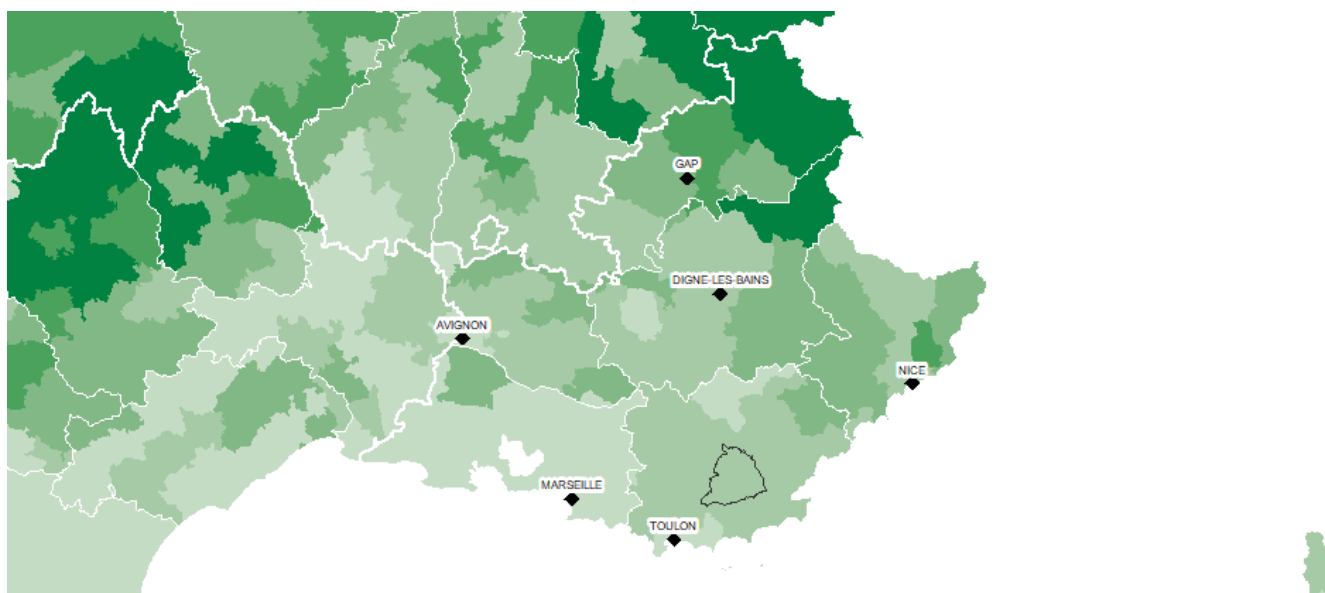 GAP
DIGNE-LES-BAINS
AVIGNON
NICE
MARSEILLE
TOULON